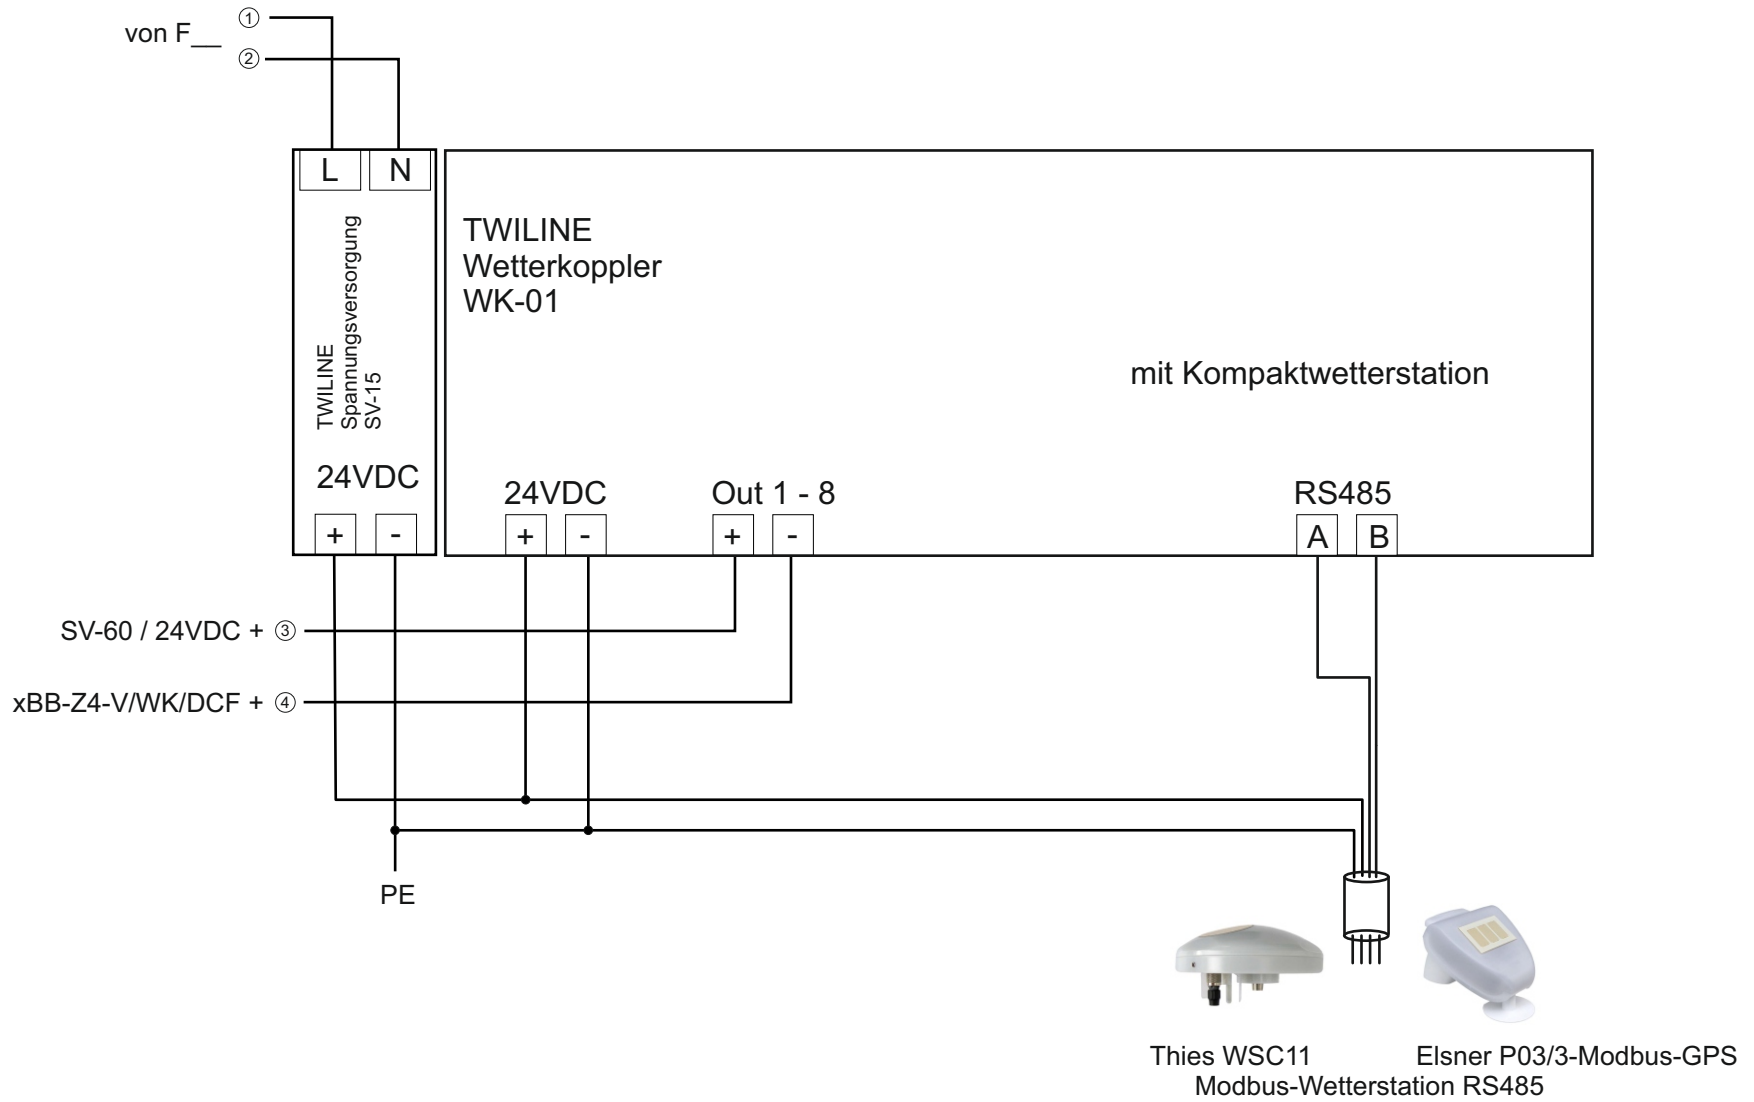 ①
von F__
②
L N
TWILINE
Spannungsversorgung
SV-15
24VDC
+ -
TWILINE
Wetterkoppler
WK-01
mit Kompaktwetterstation
24VDC Out 1 - 8 RS485
+ - + - A B
SV-60 / 24VDC + ③
xBB-Z4-V/WK/DCF + ④
PE
Thies WSC11 Elsner P03/3-Modbus-GPS
Modbus-Wetterstation RS485